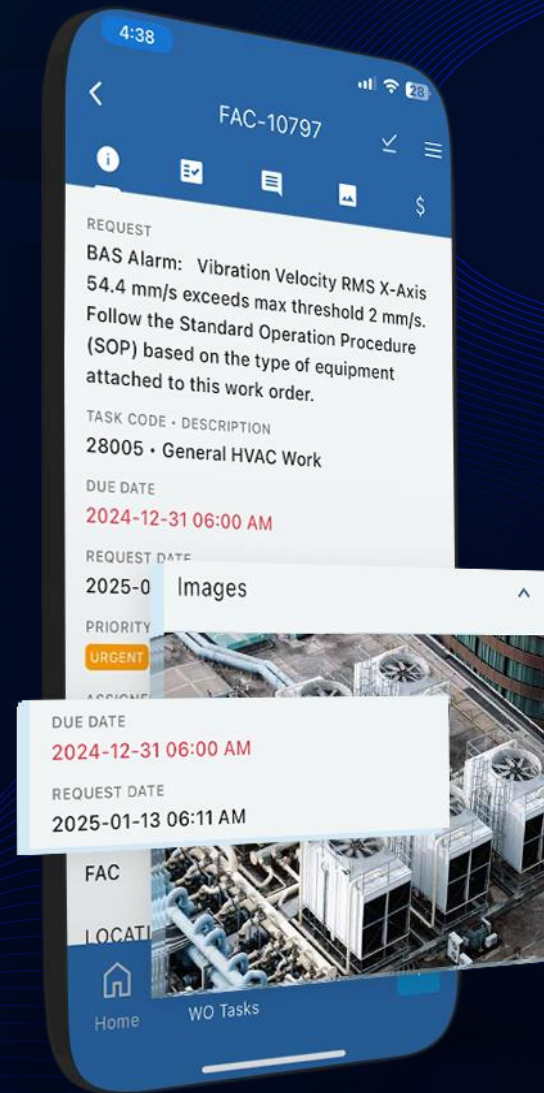 4:38
28
FAC-10797
$
REQUEST
BAS Alarm: Vibration Velocity RMS X-Axis
54.4 mm/s exceeds max threshold 2 mm/s.
Follow the Standard Operation Procedure
(SOP) based on the type of equipment
attached to this work order.
TASK CODE • DESCRIPTION
28005 • General HVAC Work
DUE DATE
2024-12-31 06:00 AM
REQUEST DATE
2025-0
Images
PRIORITY
URGENT
DUE DATE
2024-12-31 06:00 AM
REQUEST DATE
2025-01-13 06:11 AM
FAC
LOCATI
Home
WO Tasks